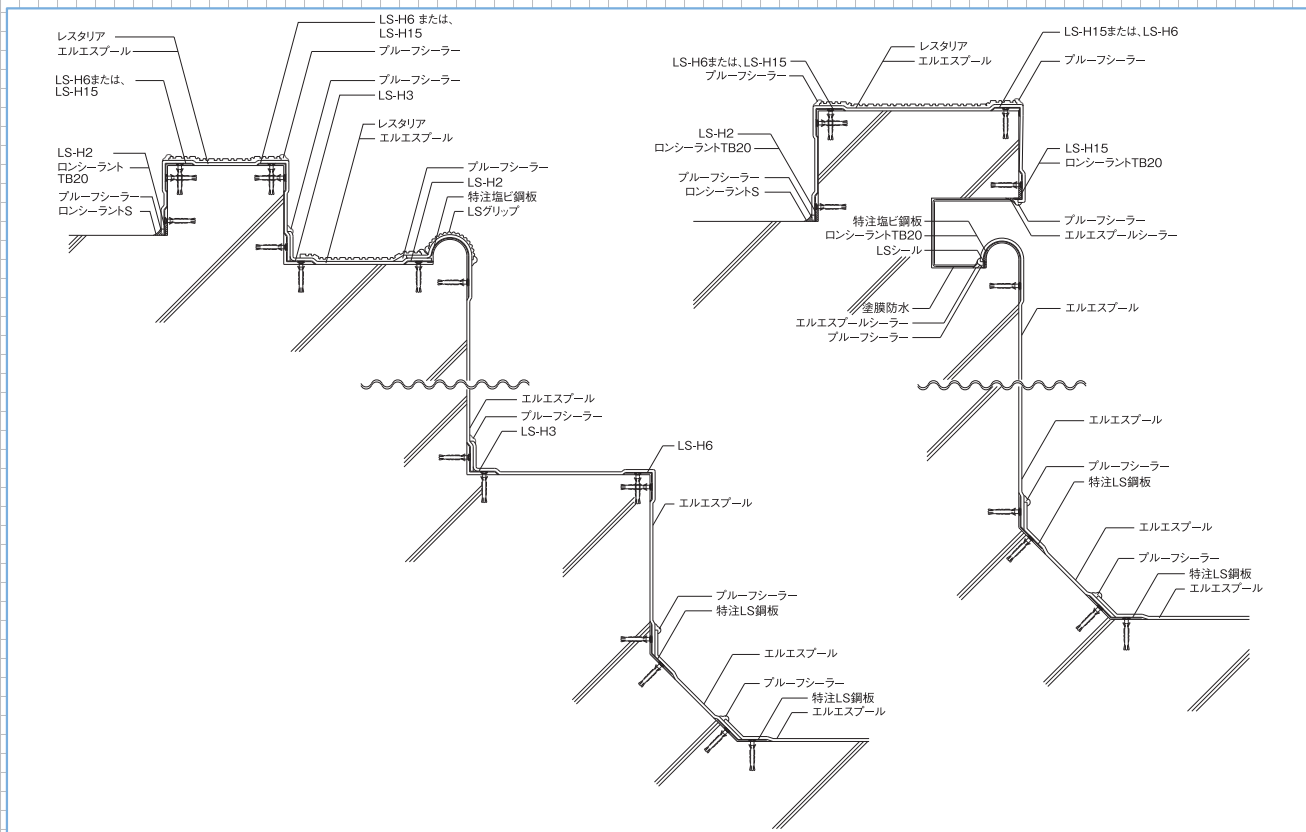 LS-H6 または、
LS-H15
プルーフシーラー
プルーフシーラー
LS-H3
レスタリア
エルエスプール
レスタリア
エルエスプール
LS-H6または、
LS-H15
LS-H2
ロンシーラント
TB20
プルーフシーラー
ロンシーラントS
プルーフシーラー
LS-H2
特注塩ビ鋼板
LSグリップ
エルエスプール
プルーフシーラー
LS-H3
LS-H6
エルエスプール
プルーフシーラー
特注LS鋼板
エルエスプール
プルーフシーラー
特注LS鋼板
エルエスプール
レスタリア
エルエスプール
LS-H6または、LS-H15
プルーフシーラー
LS-H15または、LS-H6
プルーフシーラー
LS-H2
ロンシーラントTB20
プルーフシーラー
ロンシーラントS
LS-H15
ロンシーラントTB20
プルーフシーラー
エルエスプールシーラー
特注塩ビ鋼板
ロンシーラントTB20
LSシール
塗膜防水
エルエスプールシーラー
プルーフシーラー
エルエスプール
エルエスプール
プルーフシーラー
特注LS鋼板
エルエスプール
プルーフシーラー
特注LS鋼板
エルエスプール